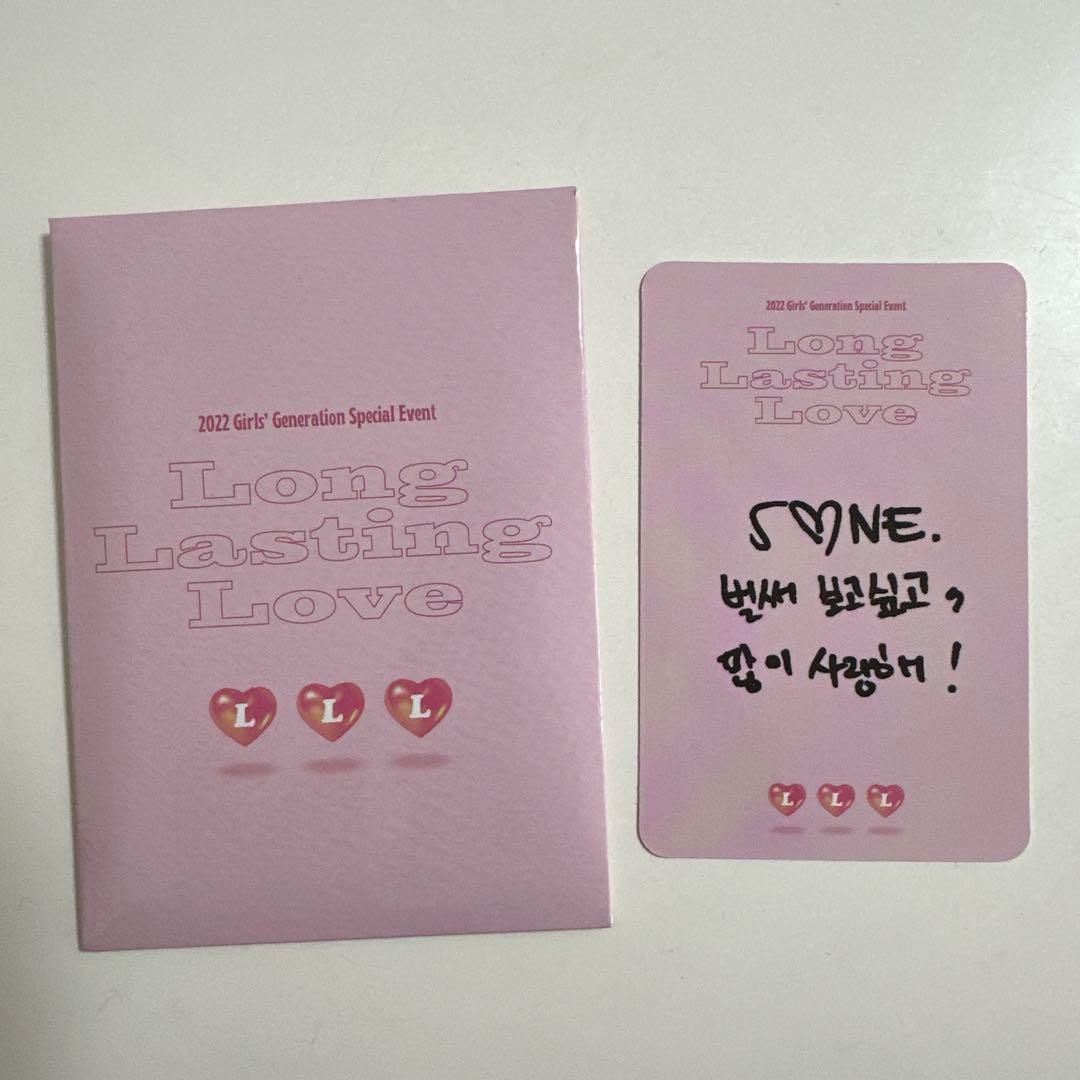 2022 Girls' Generation Special Event
Long
Lasting
Love
L L L
2022 Girls' Generation Special Event
Long
Lasting
Love
S♡NE.
벌써 보고싶고,
많이 사랑해!
L L L